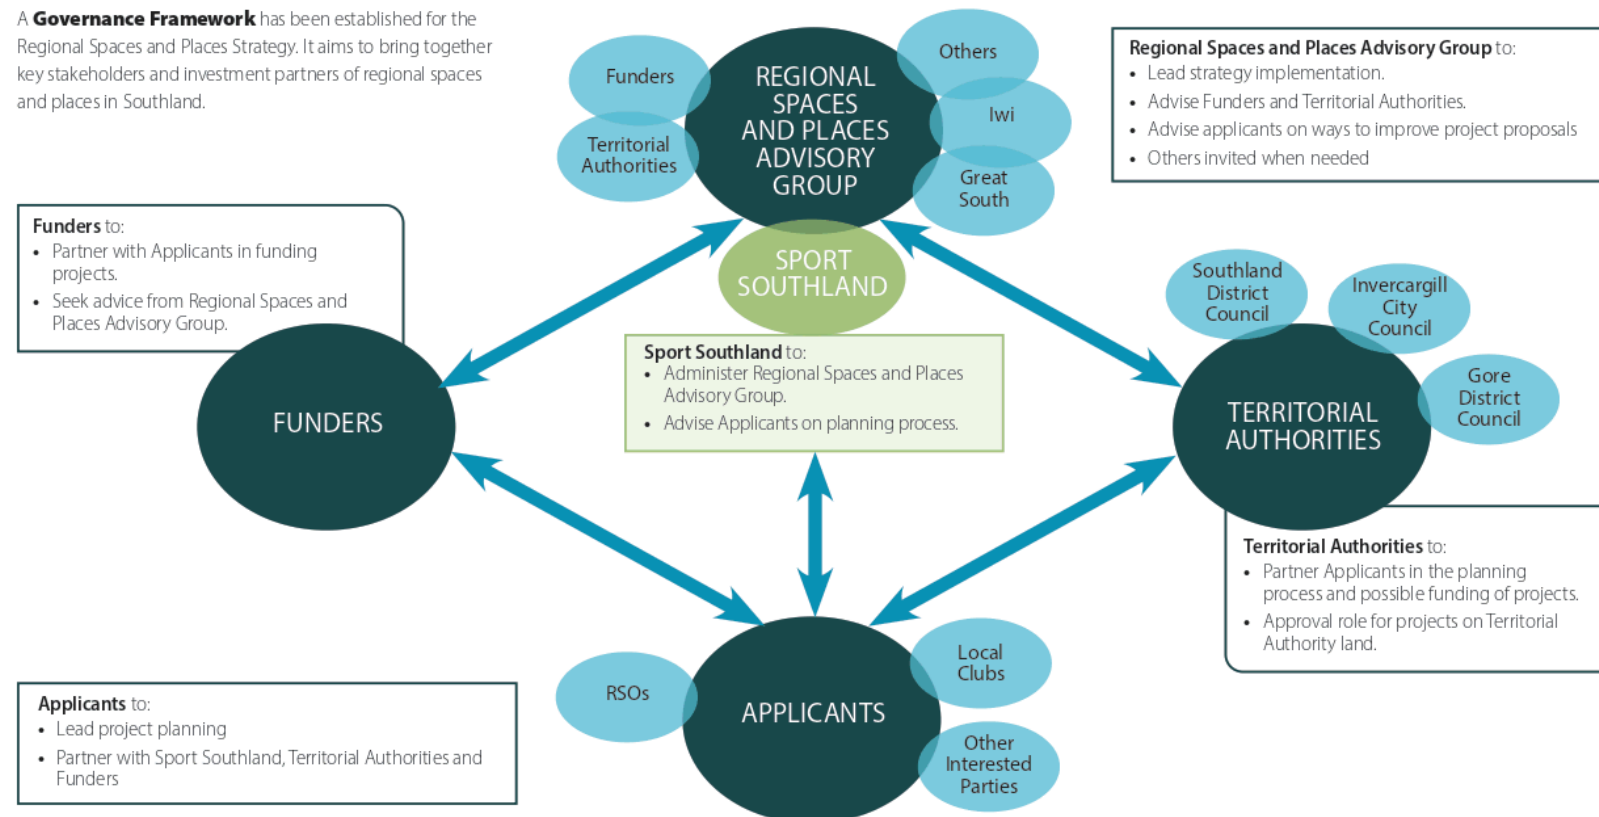 A Governance Framework has been established for the
Regional Spaces and Places Strategy. It aims to bring together
key stakeholders and investment partners of regional spaces
and places in Southland.
Funders
Territorial
Authorities
REGIONAL
SPACES
AND PLACES
ADVISORY
GROUP
Others
Iwi
Great
South
Regional Spaces and Places Advisory Group to:
• Lead strategy implementation.
• Advise Funders and Territorial Authorities.
• Advise applicants on ways to improve project proposals
• Others invited when needed
Funders to:
• Partner with Applicants in funding
projects.
• Seek advice from Regional Spaces and
Places Advisory Group.
SPORT
SOUTHLAND
Southland
District
Council
Invercargill
City
Council
Gore
District
Council
Sport Southland to:
• Administer Regional Spaces and Places
Advisory Group.
• Advise Applicants on planning process.
FUNDERS
TERRITORIAL
AUTHORITIES
Territorial Authorities to:
• Partner Applicants in the planning
process and possible funding of projects.
• Approval role for projects on Territorial
Authority land.
Applicants to:
• Lead project planning
• Partner with Sport Southland, Territorial Authorities and
Funders
RSOs
APPLICANTS
Local
Clubs
Other
Interested
Parties